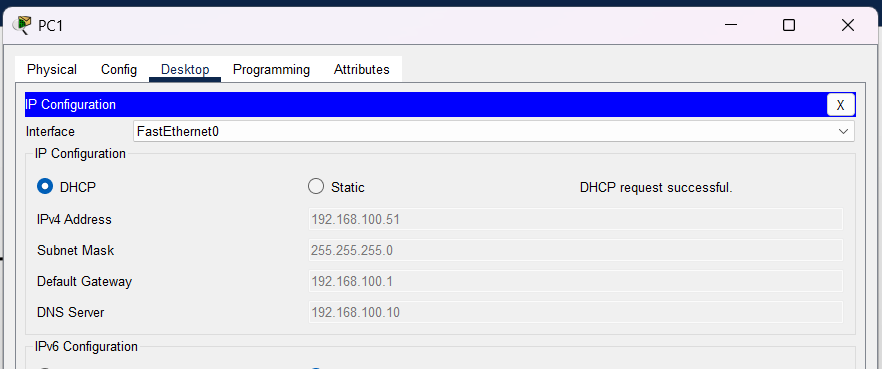 PC1
Physical Config Desktop Programming Attributes
IP Configuration X
Interface FastEthernet0
IP Configuration
DHCP Static DHCP request successful.
IPv4 Address 192.168.100.51
Subnet Mask 255.255.255.0
Default Gateway 192.168.100.1
DNS Server 192.168.100.10
IPv6 Configuration